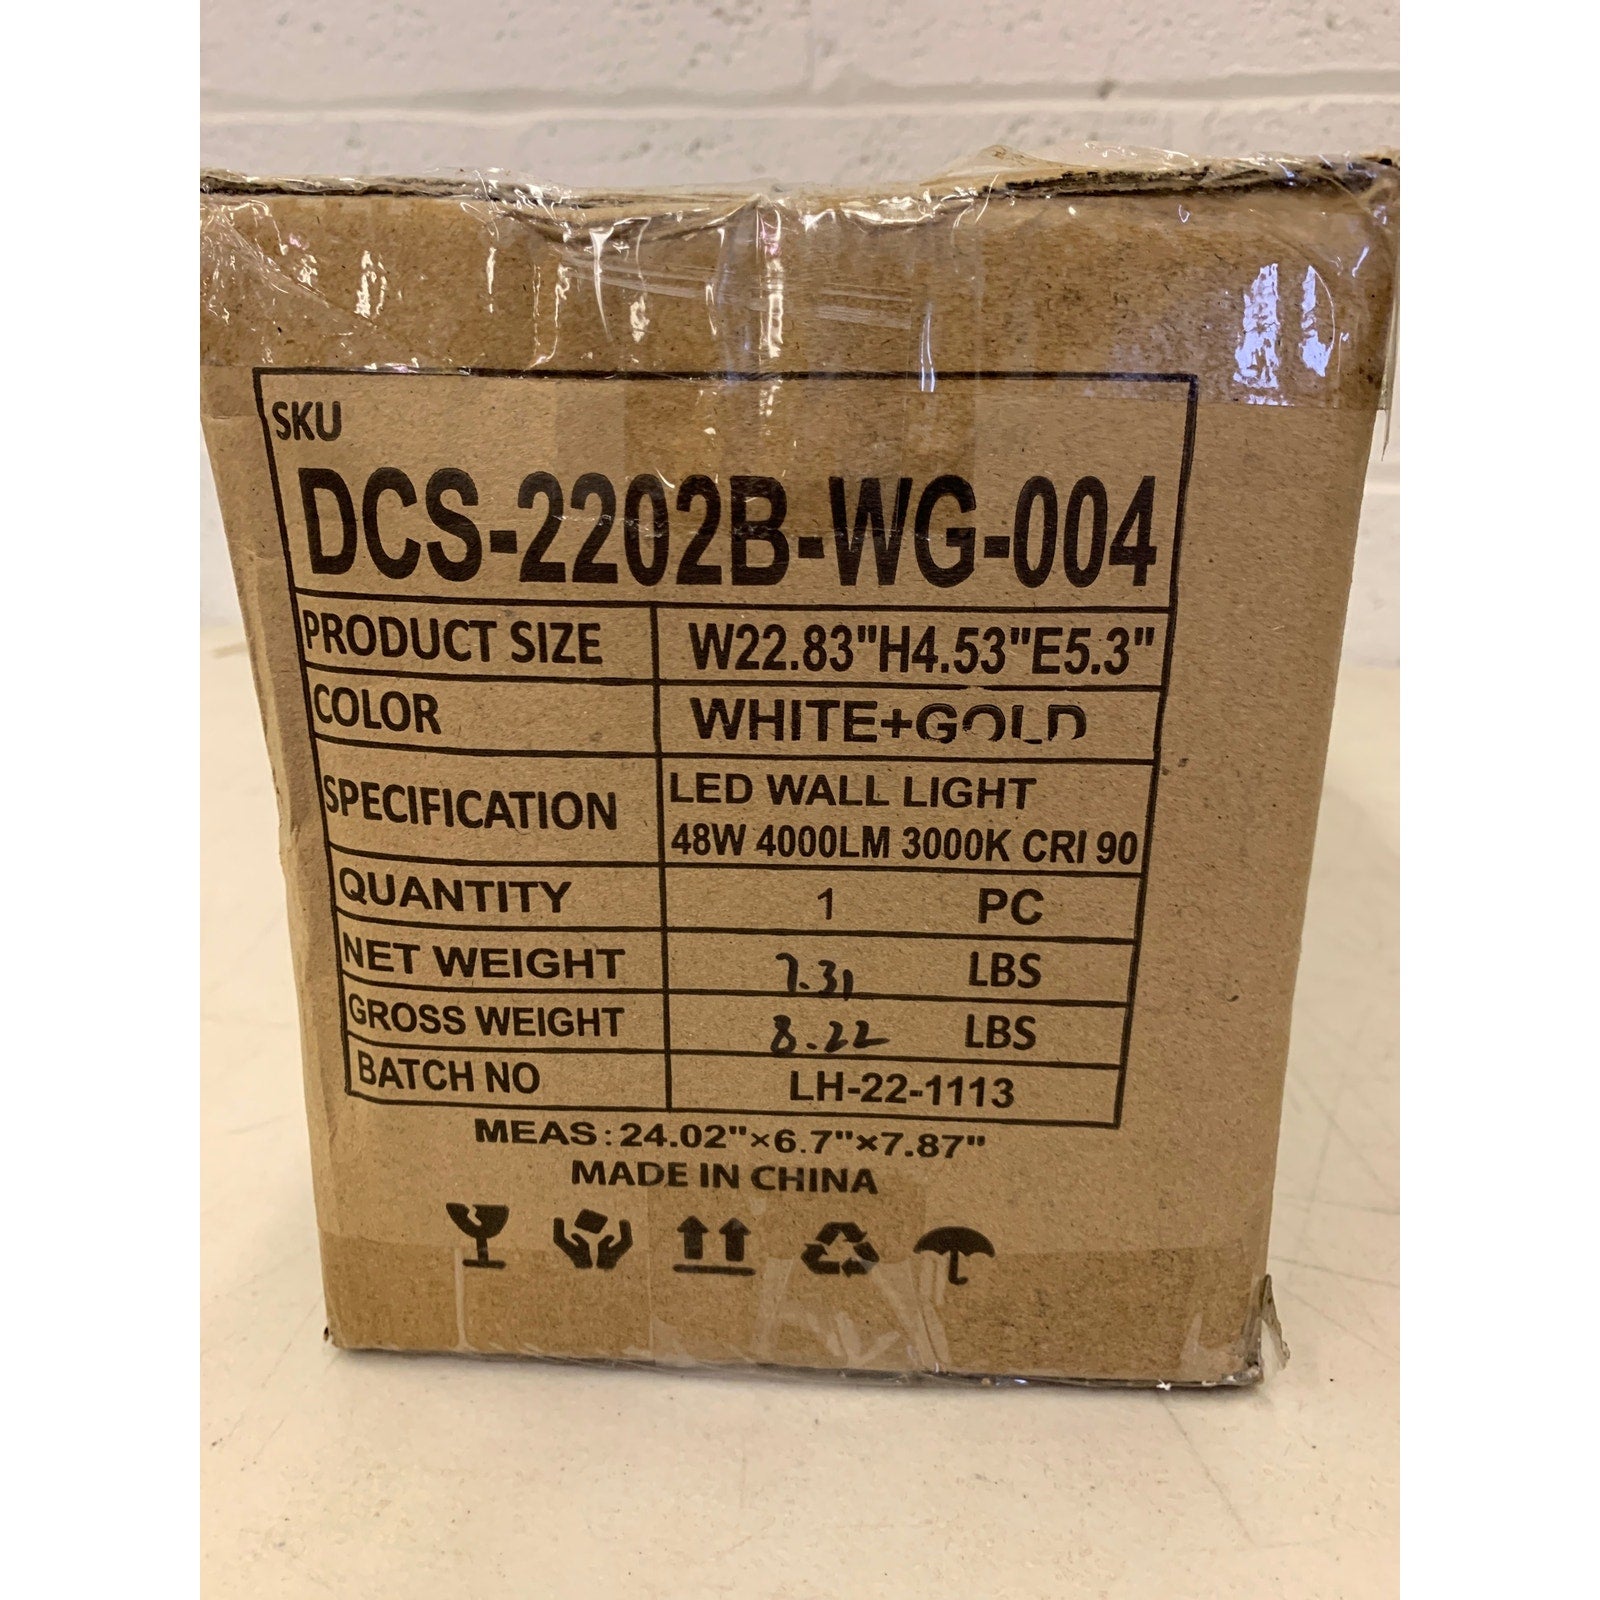 SKU
DCS-2202B-WG-004
PRODUCT SIZE W22.83"H4.53"E5.3"
COLOR WHITE+GOLD
SPECIFICATION LED WALL LIGHT
48W 4000LM 3000K CRI 90
QUANTITY 1 PC
NET WEIGHT 7.31 LBS
GROSS WEIGHT 8.22 LBS
BATCH NO LH-22-1113
MEAS:24.02"×6.7"×7.87"
MADE IN CHINA